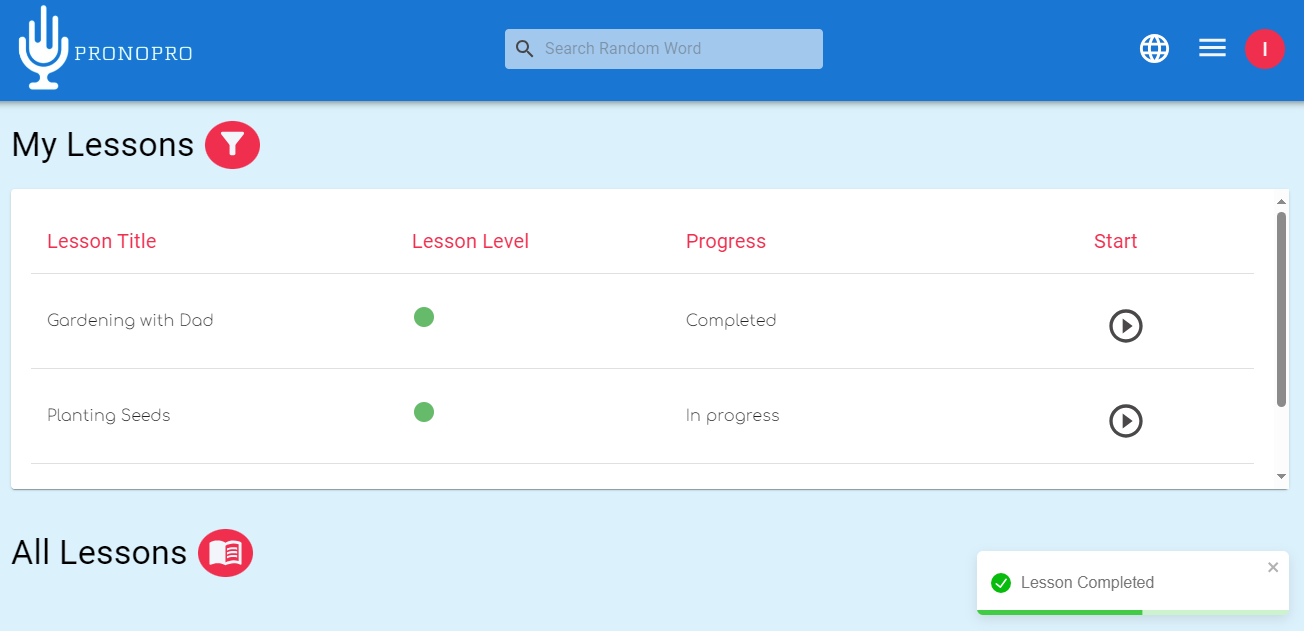 PRONOPRO
Search Random Word
I
My Lessons
Lesson Title Lesson Level Progress Start
Gardening with Dad Completed
Planting Seeds In progress
All Lessons
Lesson Completed